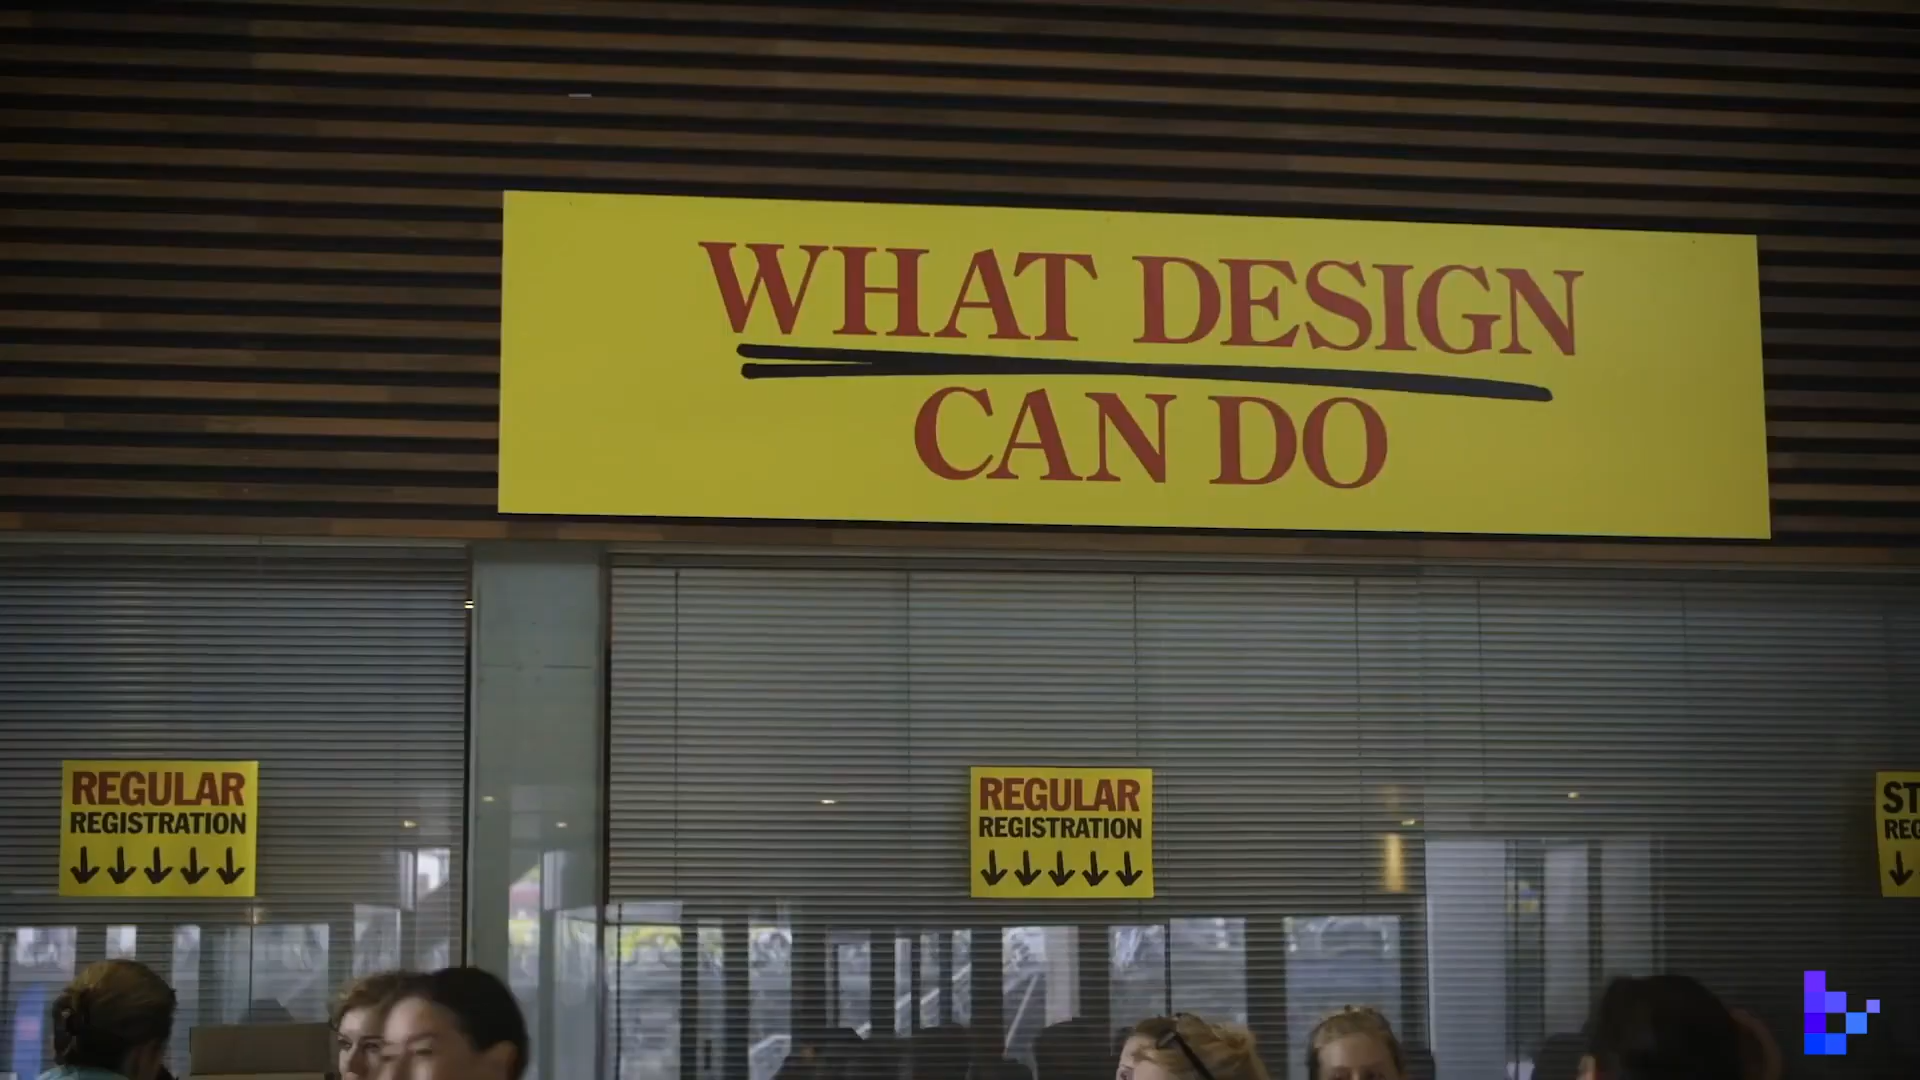 WHAT DESIGN
CAN DO
REGULAR
REGISTRATION
REGULAR
REGISTRATION